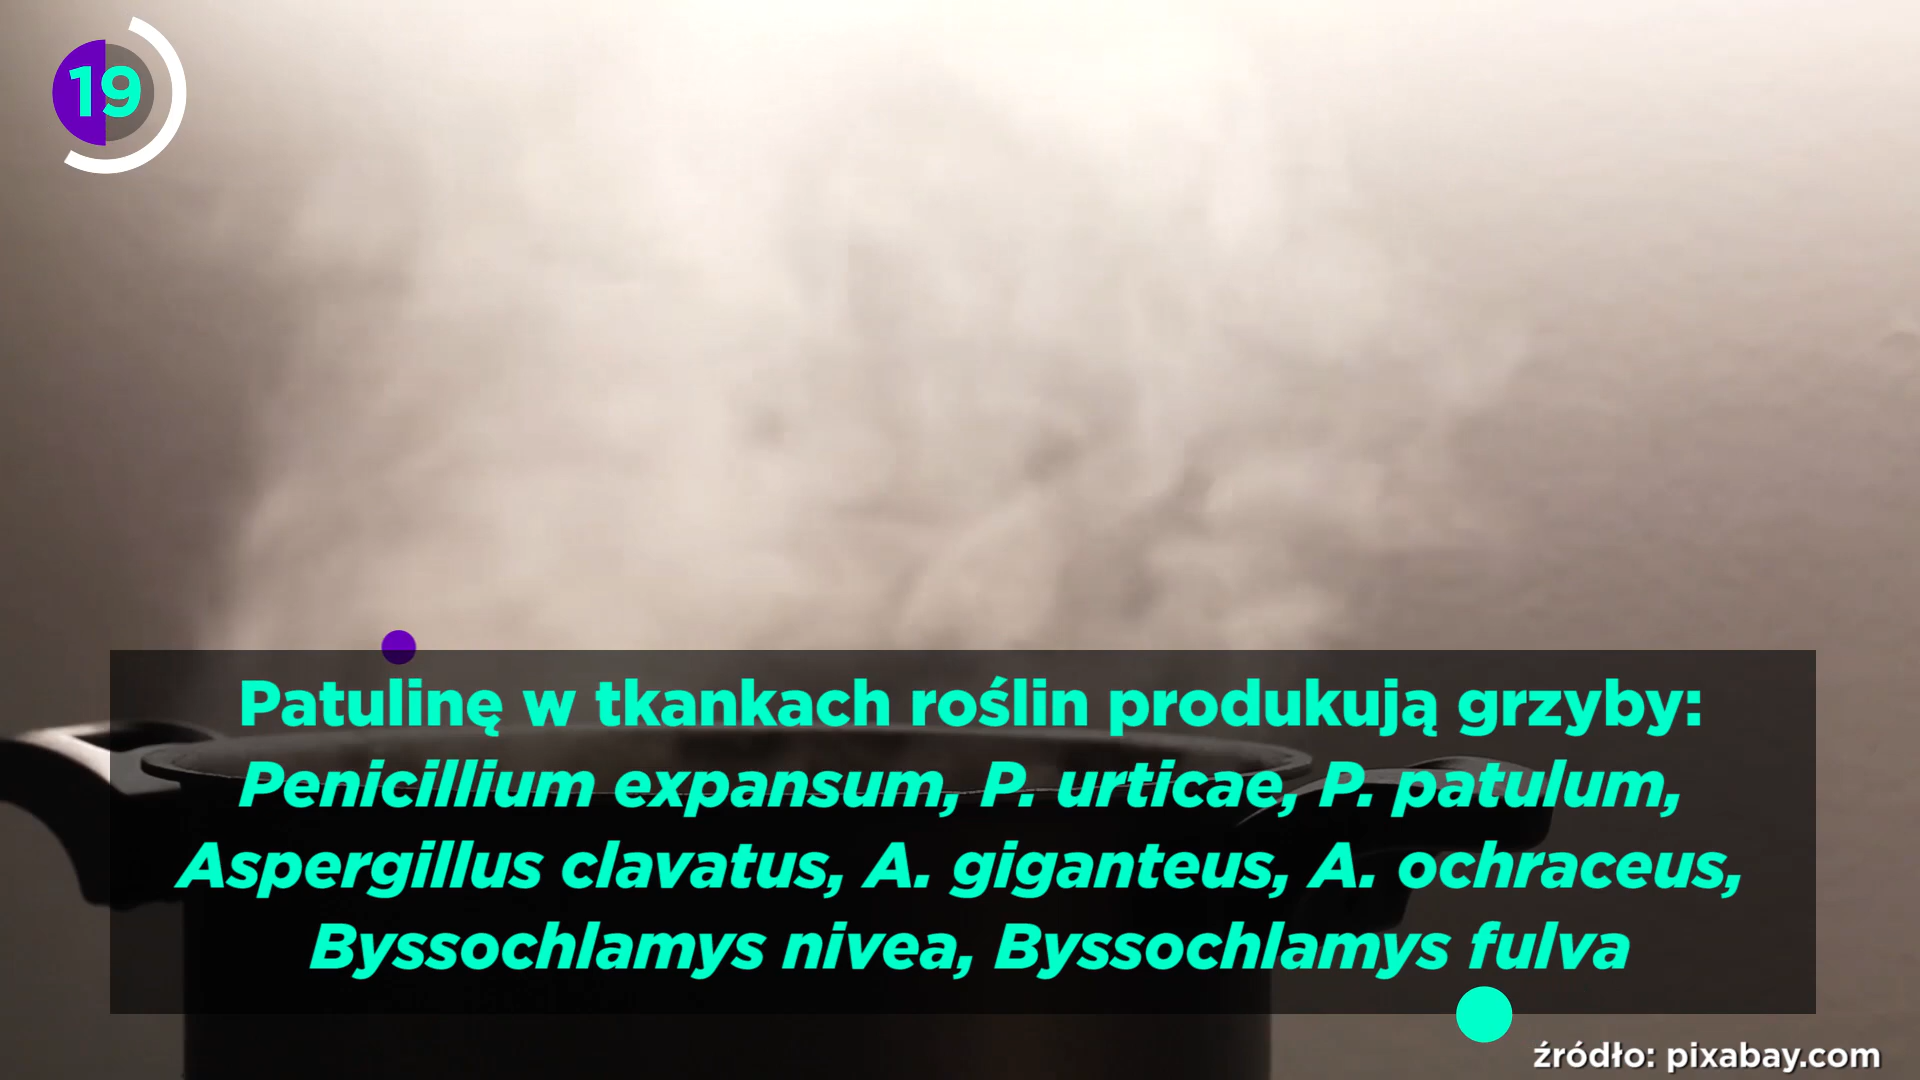 19
Patulinę w tkankach roślin produkują grzyby:
Penicillium expansum, P. urticae, P. patulum,
Aspergillus clavatus, A. giganteus, A. ochraceus,
Byssochlamys nivea, Byssochlamys fulva
źródło: pixabay.com